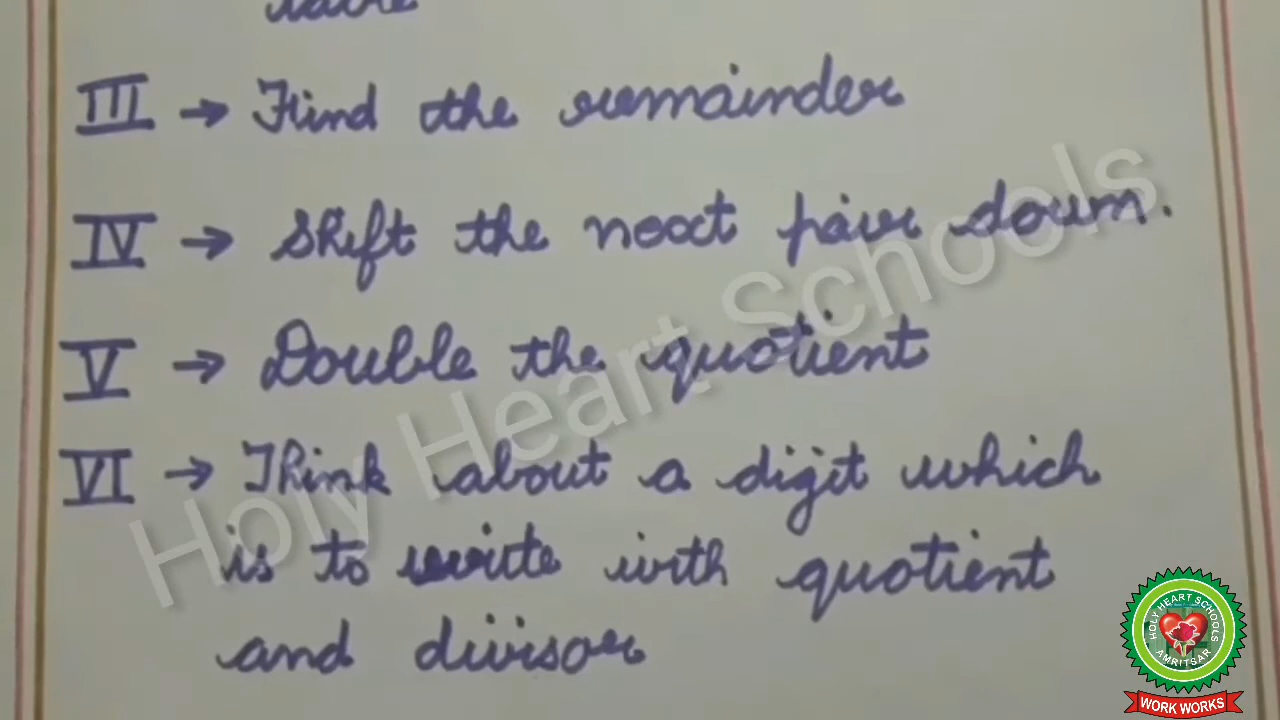 table
III → Find the remainder
IV → Shift the next pair down.
V → Double the quotient
VI → Think about a digit which
is to write with quotient
and divisor
Holy Heart Schools
HOLY HEART SCHOOLS
AMRITSAR
WORK WORKS